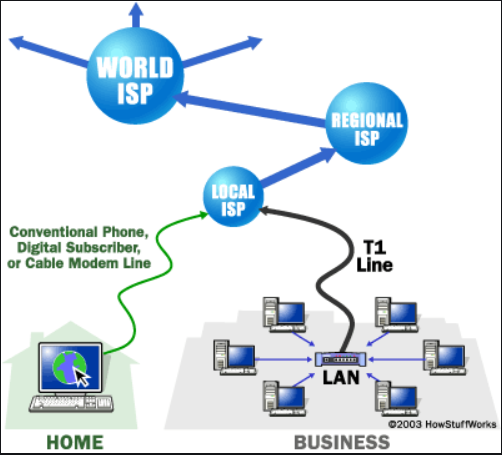 WORLD
ISP
REGIONAL
ISP
LOCAL
ISP
Conventional Phone,
Digital Subscriber,
or Cable Modem Line
T1
Line
LAN
©2003 HowStuffWorks
HOME
BUSINESS